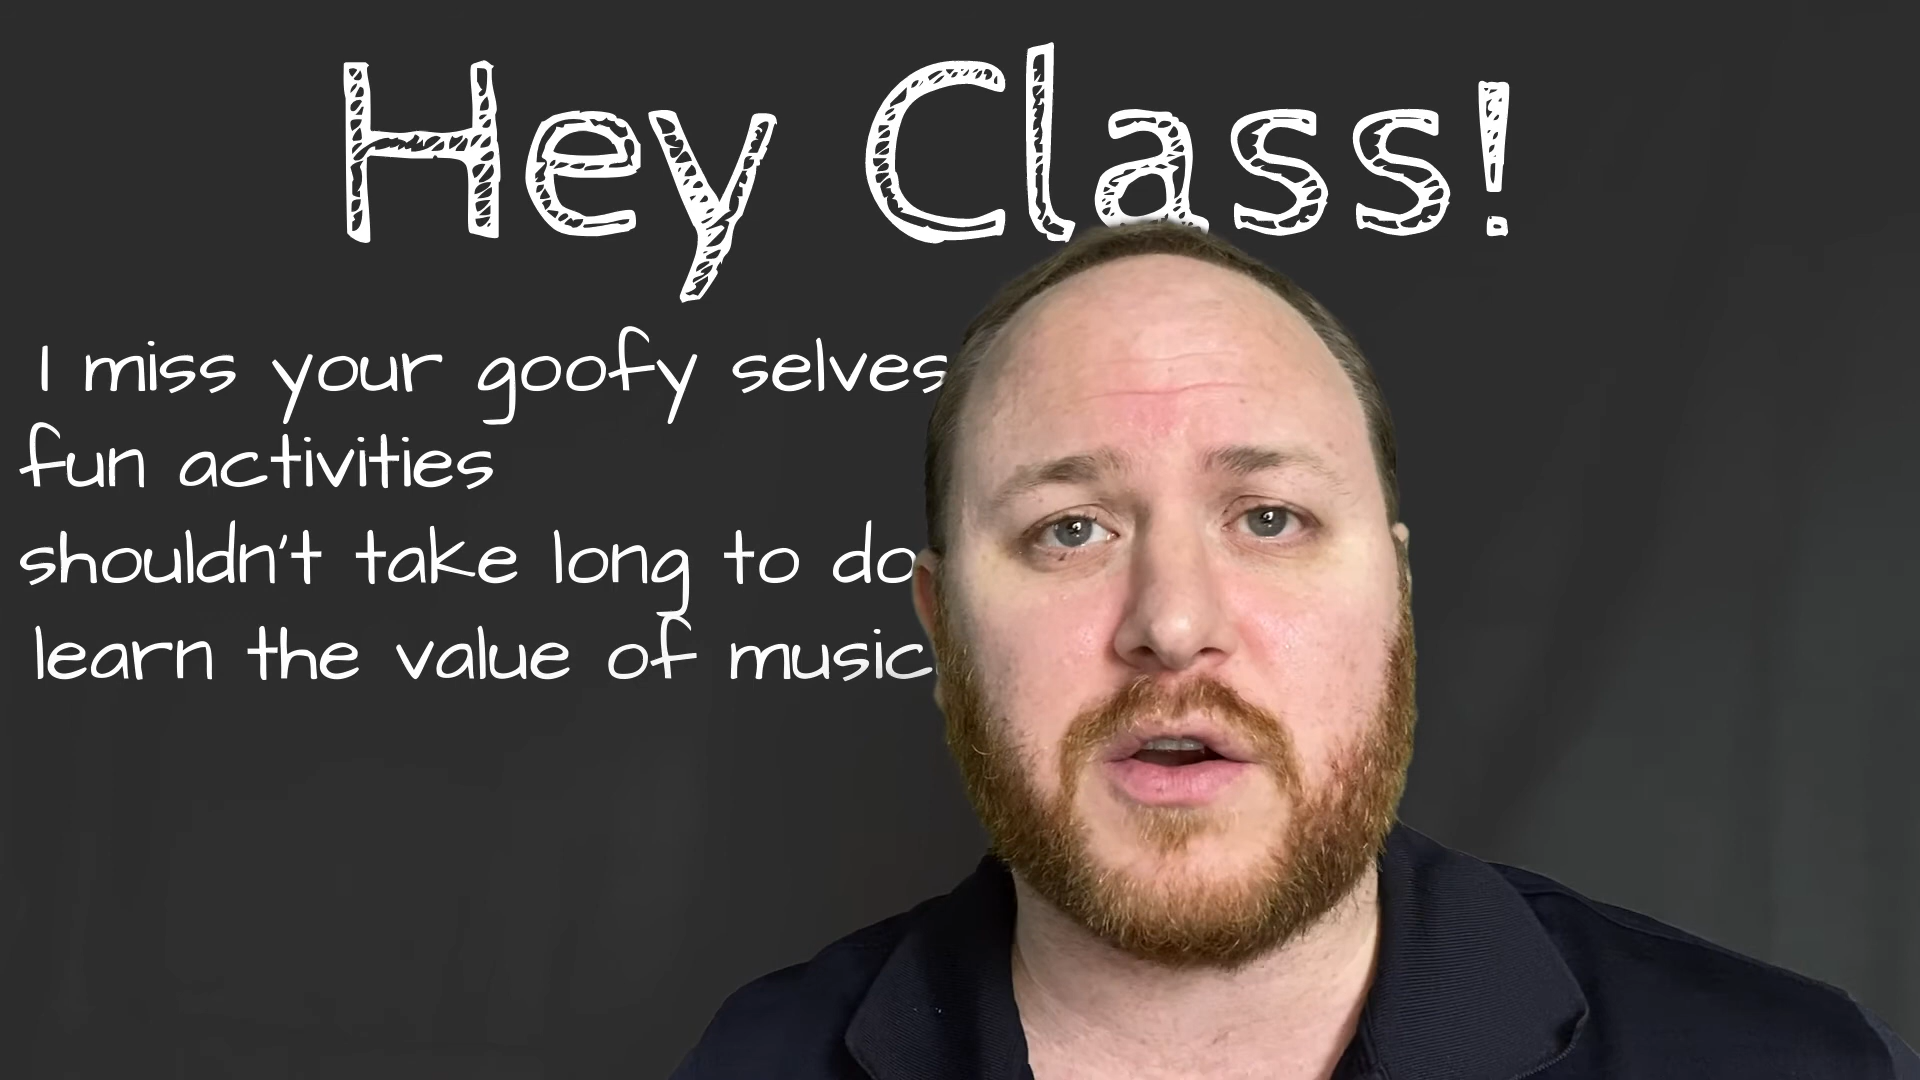 Hey Class!
I miss your goofy selves
fun activities
shouldn't take long to do
learn the value of music